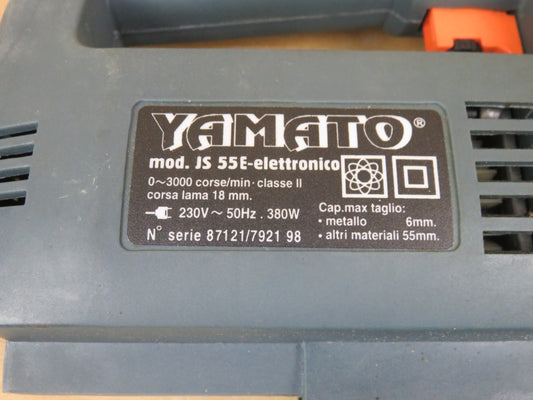 YAMATO®
mod. JS 55E-elettronico
0~3000 corse/min · classe II
corsa lama 18 mm.
230V~ 50Hz . 380W
N° serie 87121/7921 98
Cap.max taglio:
• metallo 6mm.
• altri materiali 55mm.